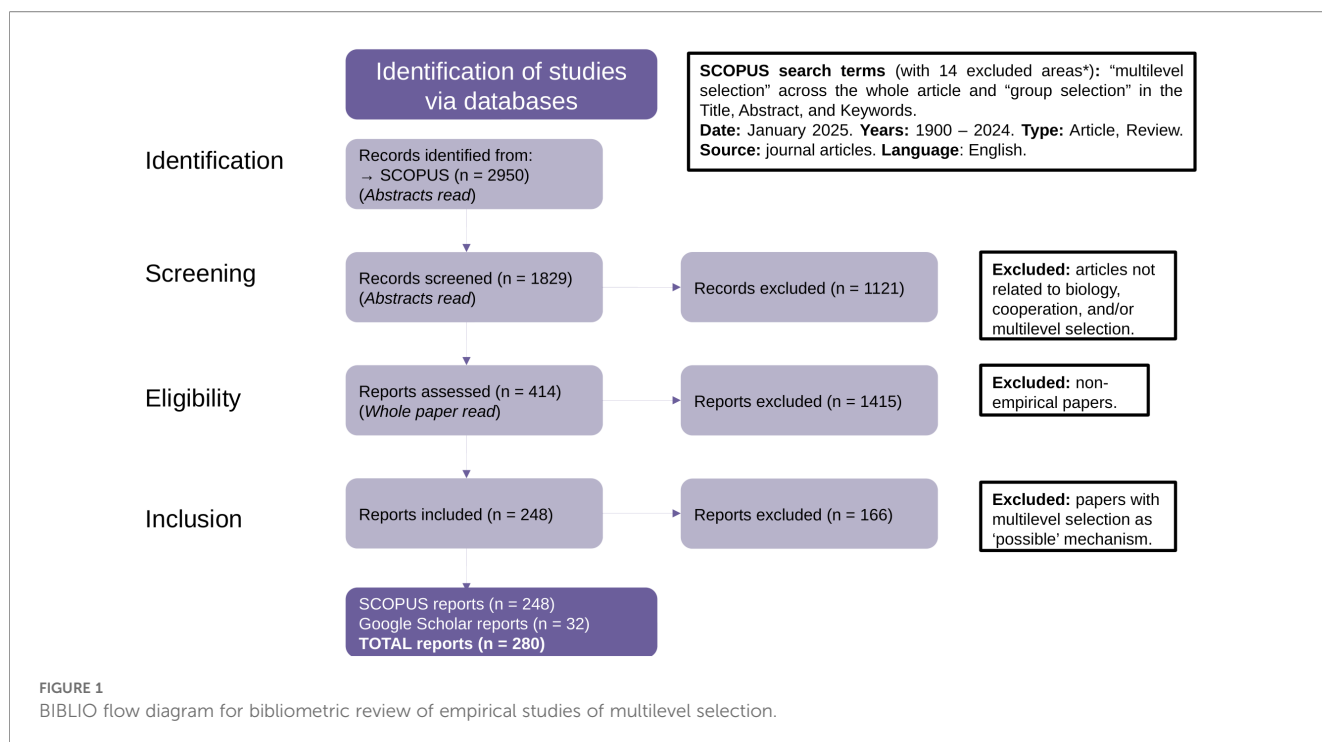 Identification of studies
via databases
SCOPUS search terms (with 14 excluded areas*): “multilevel
selection” across the whole article and “group selection” in the
Title, Abstract, and Keywords.
Date: January 2025. Years: 1900 – 2024. Type: Article, Review.
Source: journal articles. Language: English.
Identification
Records identified from:
→ SCOPUS (n = 2950)
(Abstracts read)
Screening
Records screened (n = 1829)
(Abstracts read)
Records excluded (n = 1121)
Excluded: articles not
related to biology,
cooperation, and/or
multilevel selection.
Eligibility
Reports assessed (n = 414)
(Whole paper read)
Reports excluded (n = 1415)
Excluded: non-
empirical papers.
Inclusion
Reports included (n = 248)
Reports excluded (n = 166)
Excluded: papers with
multilevel selection as
‘possible’ mechanism.
SCOPUS reports (n = 248)
Google Scholar reports (n = 32)
TOTAL reports (n = 280)
FIGURE 1
BIBLIO flow diagram for bibliometric review of empirical studies of multilevel selection.